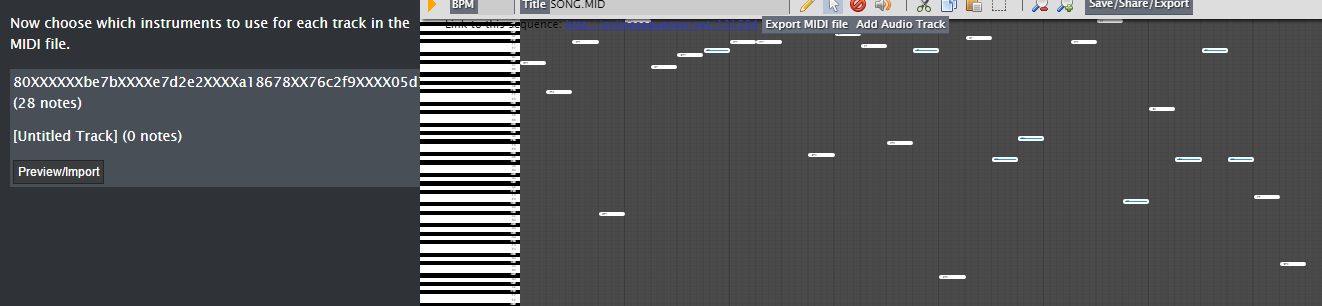 Now choose which instruments to use for each track in the
MIDI file.
80XXXXXXbe7bXXXXe7d2e2XXXXa18678XX76c2f9XXXX05d
(28 notes)
[Untitled Track] (0 notes)
Preview/Import
BPM
Title SONG.MID
Save/Share/Export
Link to this sequence:
Export MIDI file Add Audio Track